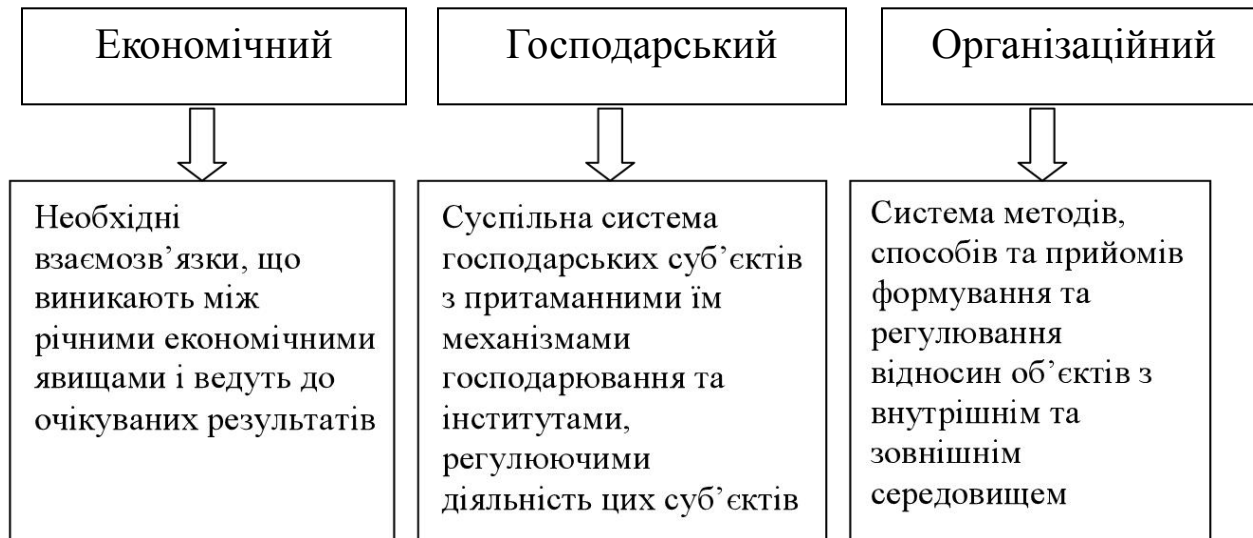 Економічний
Господарський
Організаційний
Необхідні
взаємозв’язки, що
виникають між
річними економічними
явищами і ведуть до
очікуваних результатів
Суспільна система
господарських суб’єктів
з притаманними їм
механізмами
господарювання та
інститутами,
регулюючими
діяльність цих суб’єктів
Система методів,
способів та прийомів
формування та
регулювання
відносин об’єктів з
внутрішнім та
зовнішнім
середовищем